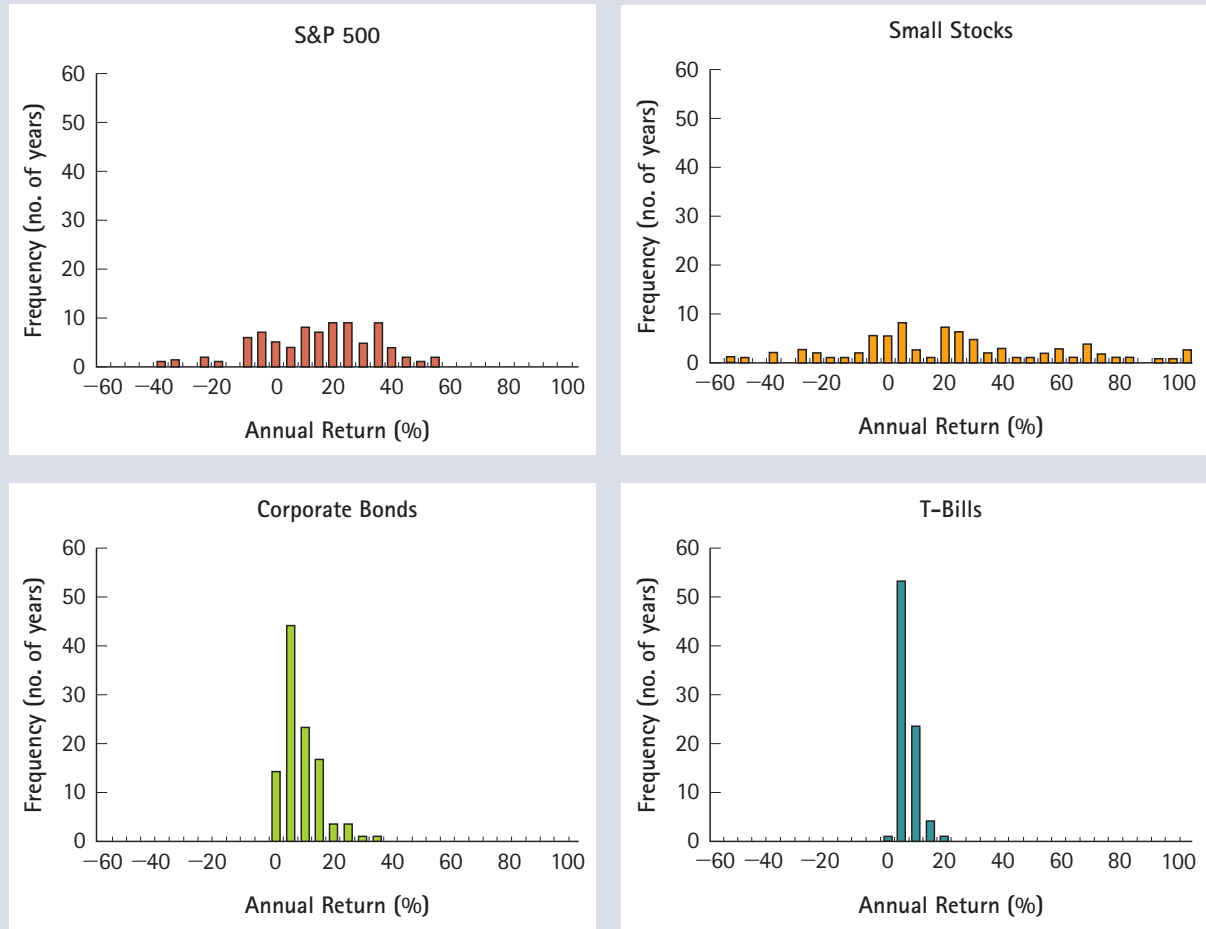 S&P 500
Frequency (no. of years)
60
50
40
30
20
10
0
−60 −40 −20 0 20 40 60 80 100
Annual Return (%)
Small Stocks
Frequency (no. of years)
60
50
40
30
20
10
0
−60 −40 −20 0 20 40 60 80 100
Annual Return (%)
Corporate Bonds
Frequency (no. of years)
60
50
40
30
20
10
0
−60 −40 −20 0 20 40 60 80 100
Annual Return (%)
T-Bills
Frequency (no. of years)
60
50
40
30
20
10
0
−60 −40 −20 0 20 40 60 80 100
Annual Return (%)